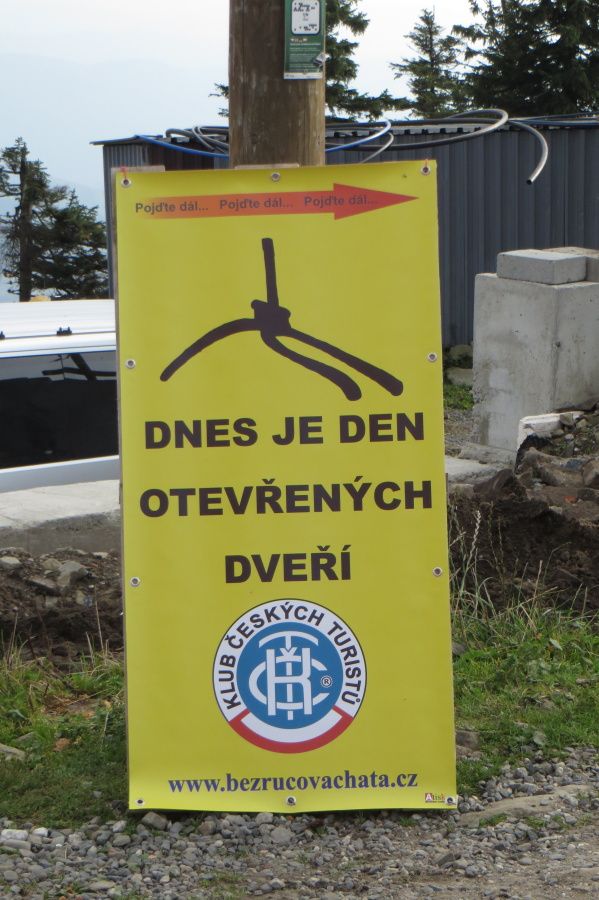 Pojďte dál... Pojďte dál... Pojďte dál...
DNES JE DEN
OTEVŘENÝCH
DVEŘÍ
KLUB ČESKÝCH TURISTŮ
KČT
®
www.bezrucovachata.cz